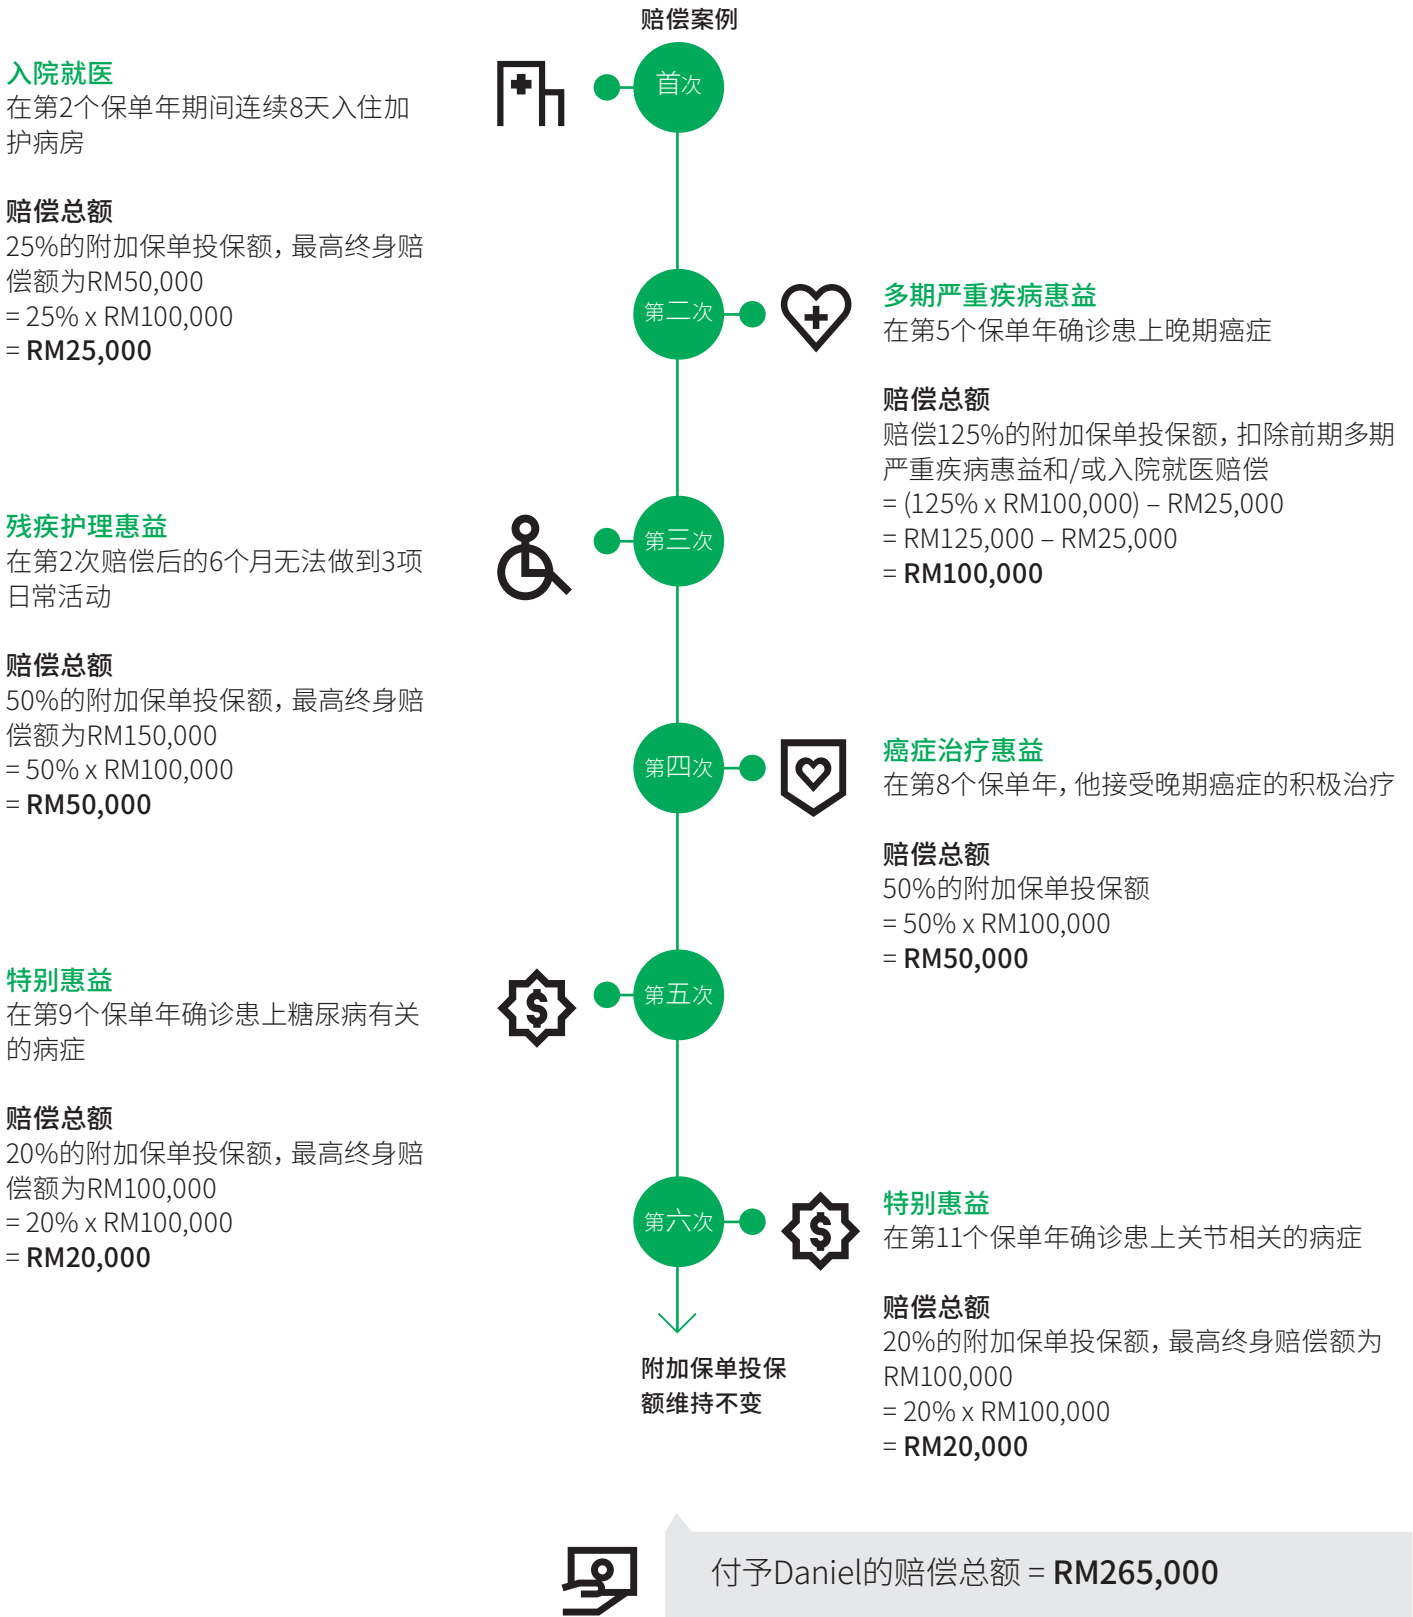 赔偿案例
首次
入院就医
在第2个保单年期间连续8天入住加
护病房
赔偿总额
25%的附加保单投保额，最高终身赔
偿额为RM50,000
= 25% x RM100,000
= RM25,000
第二次
多期严重疾病惠益
在第5个保单年确诊患上晚期癌症
赔偿总额
赔偿125%的附加保单投保额，扣除前期多期
严重疾病惠益和/或入院就医赔偿
= (125% x RM100,000) – RM25,000
= RM125,000 – RM25,000
= RM100,000
第三次
残疾护理惠益
在第2次赔偿后的6个月无法做到3项
日常活动
赔偿总额
50%的附加保单投保额，最高终身赔
偿额为RM150,000
= 50% x RM100,000
= RM50,000
第四次
癌症治疗惠益
在第8个保单年，他接受晚期癌症的积极治疗
赔偿总额
50%的附加保单投保额
= 50% x RM100,000
= RM50,000
第五次
特别惠益
在第9个保单年确诊患上糖尿病有关
的病症
赔偿总额
20%的附加保单投保额，最高终身赔
偿额为RM100,000
= 20% x RM100,000
= RM20,000
第六次
特别惠益
在第11个保单年确诊患上关节相关的病症
赔偿总额
20%的附加保单投保额，最高终身赔偿额为
RM100,000
= 20% x RM100,000
= RM20,000
附加保单投保
额维持不变
付予Daniel的赔偿总额 = RM265,000